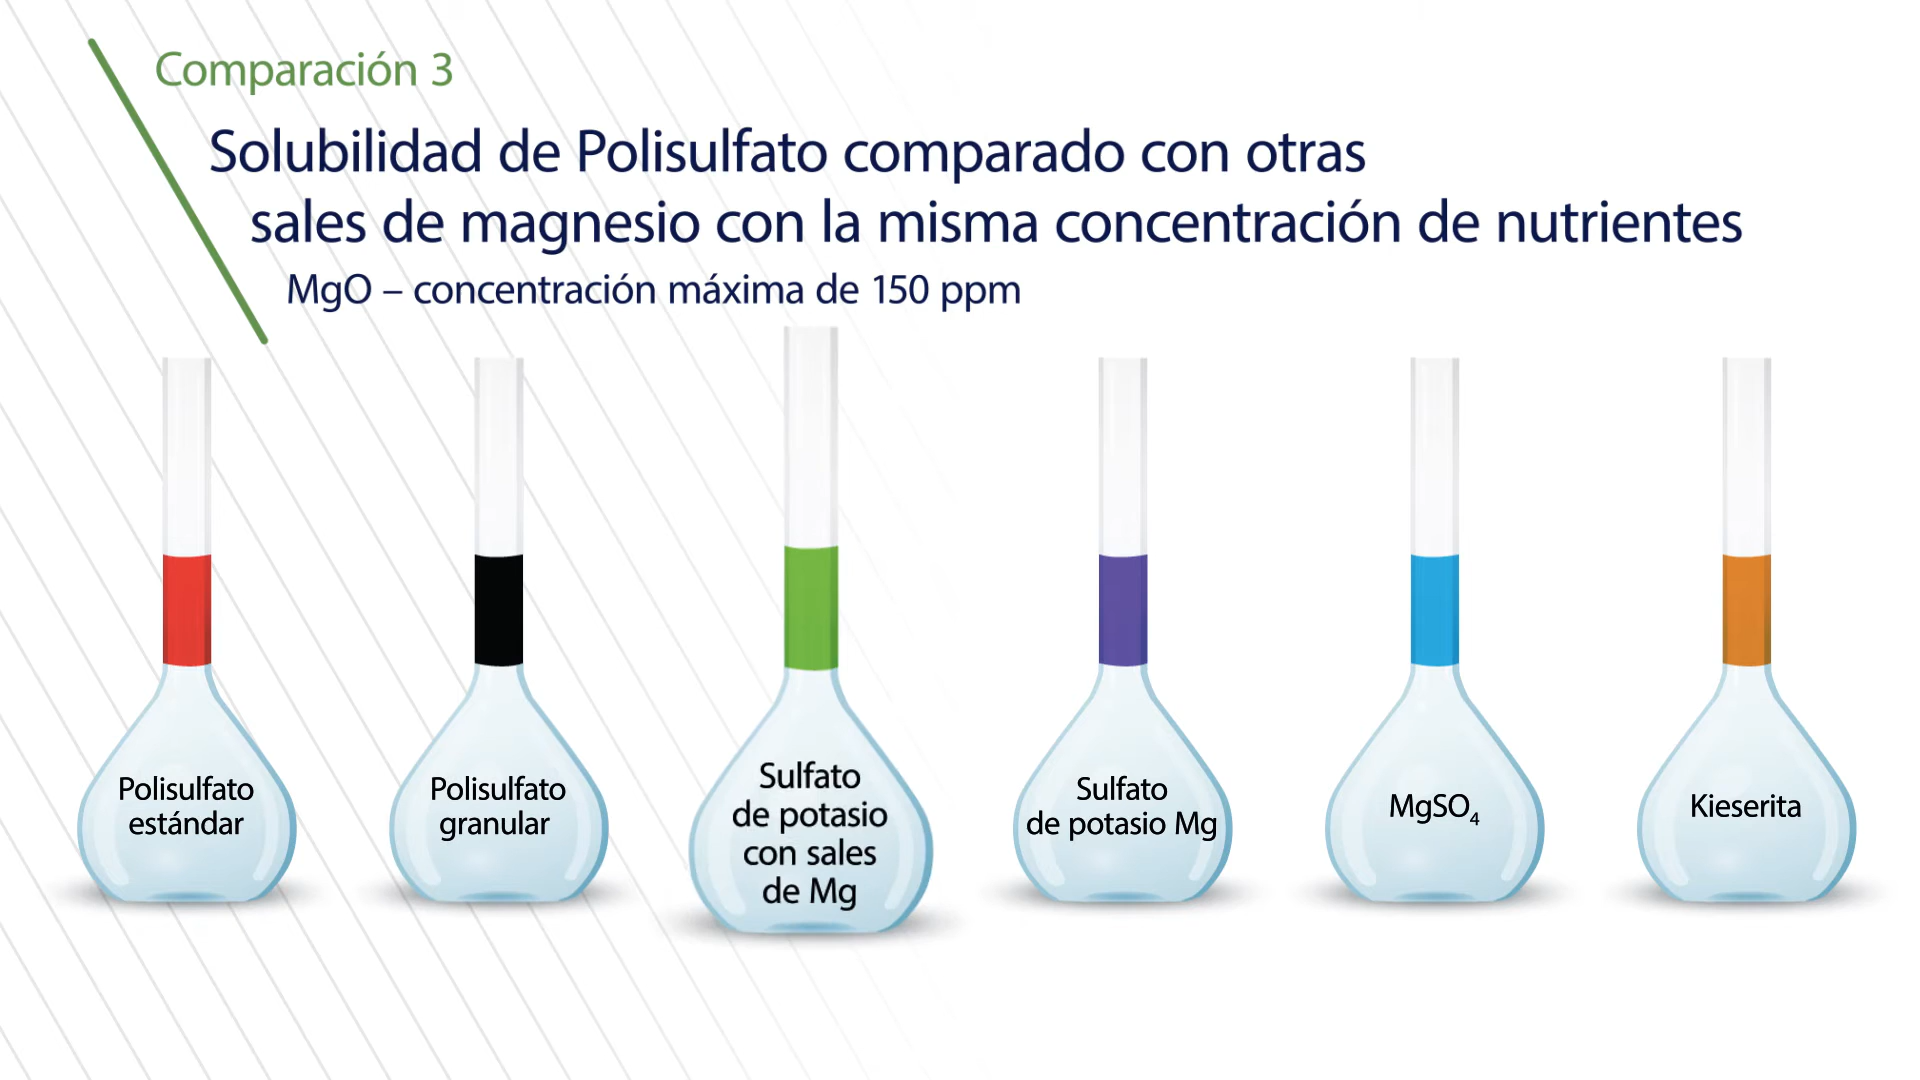 Comparación 3
Solubilidad de Polisulfato comparado con otras
sales de magnesio con la misma concentración de nutrientes
MgO – concentración máxima de 150 ppm
Polisulfato
estándar
Polisulfato
granular
Sulfato
de potasio
con sales
de Mg
Sulfato
de potasio Mg
MgSO₄
Kieserita